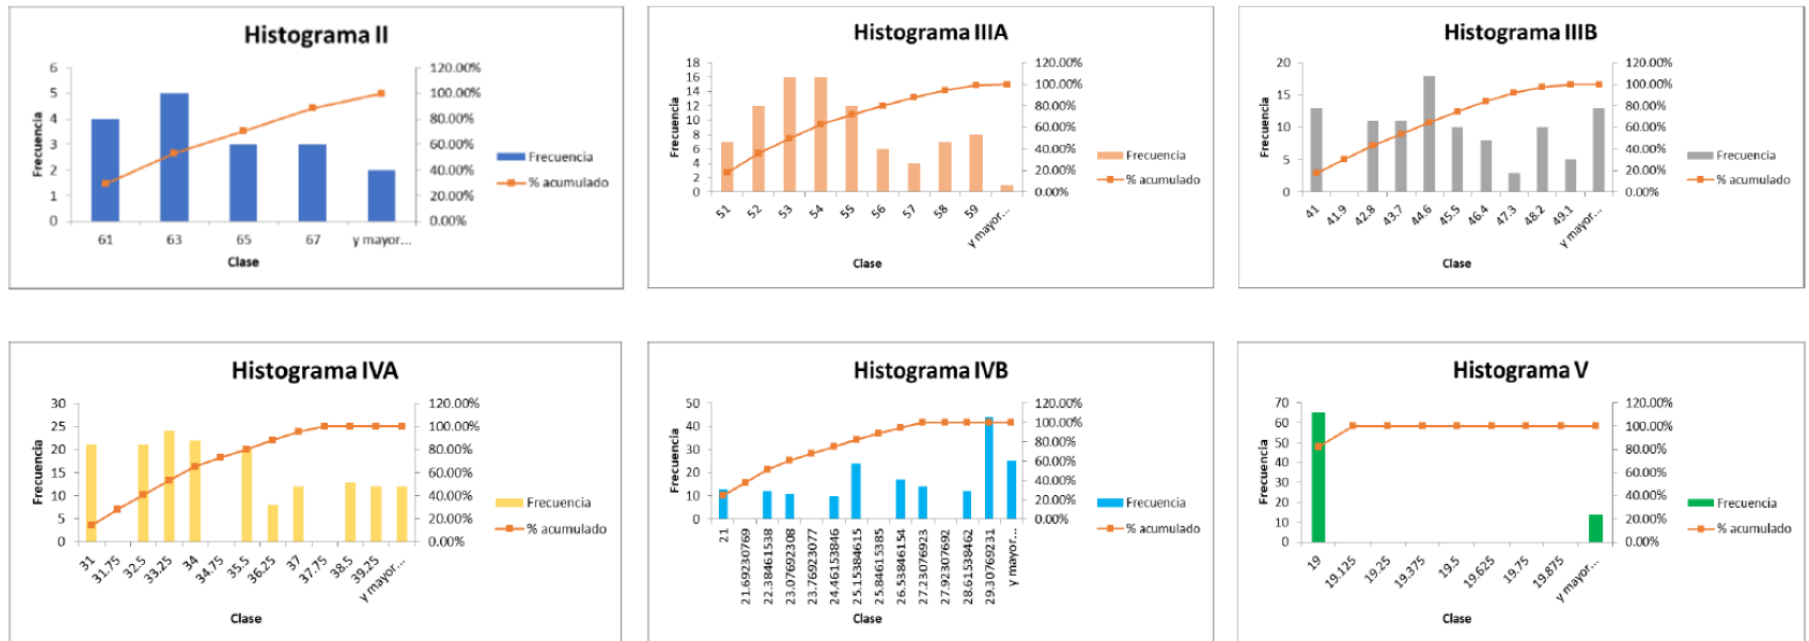 Histograma II
6
5
4
3
2
1
0
Frecuencia
120.00%
100.00%
80.00%
60.00%
40.00%
20.00%
0.00%
61 63 65 67 y mayor...
Clase
Frecuencia
% acumulado
Histograma IIIA
18
16
14
12
10
8
6
4
2
0
Frecuencia
120.00%
100.00%
80.00%
60.00%
40.00%
20.00%
0.00%
51 52 53 54 55 56 57 58 59 y mayor...
Clase
Frecuencia
% acumulado
Histograma IIIB
20
15
10
5
0
Frecuencia
120.00%
100.00%
80.00%
60.00%
40.00%
20.00%
0.00%
41 41.9 42.8 43.7 44.6 45.5 46.4 47.3 48.2 49.1 y mayor...
Clase
Frecuencia
% acumulado
Histograma IVA
30
25
20
15
10
5
0
Frecuencia
120.00%
100.00%
80.00%
60.00%
40.00%
20.00%
0.00%
31 31.75 32.5 33.25 34 34.75 35.5 36.25 37 37.75 38.5 39.25 y mayor...
Clase
Frecuencia
% acumulado
Histograma IVB
50
40
30
20
10
0
Frecuencia
120.00%
100.00%
80.00%
60.00%
40.00%
20.00%
0.00%
21 21.69230769 22.38461538 23.07692308 23.76923077 24.46153846 25.15384615 25.84615385 26.53846154 27.23076923 27.92307692 28.61538462 29.30769231 y mayor...
Clase
Frecuencia
% acumulado
Histograma V
70
60
50
40
30
20
10
0
Frecuencia
120.00%
100.00%
80.00%
60.00%
40.00%
20.00%
0.00%
19 19.125 19.25 19.375 19.5 19.625 19.75 19.875 y mayor...
Clase
Frecuencia
% acumulado